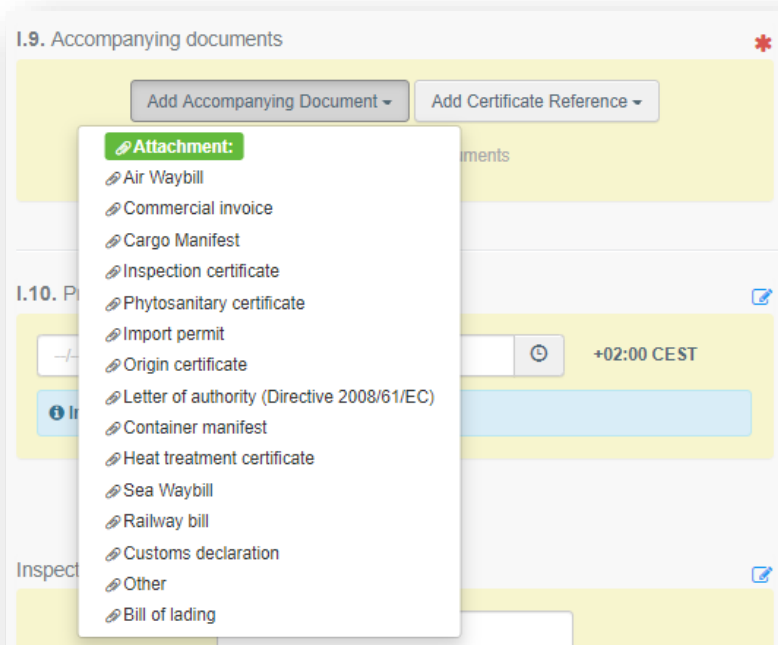 I.9. Accompanying documents
Add Accompanying Document
Add Certificate Reference
Attachment:
Air Waybill
Commercial invoice
Cargo Manifest
Inspection certificate
Phytosanitary certificate
Import permit
Origin certificate
Letter of authority (Directive 2008/61/EC)
Container manifest
Heat treatment certificate
Sea Waybill
Railway bill
Customs declaration
Other
Bill of lading
I.10.
--/--
+02:00 CEST